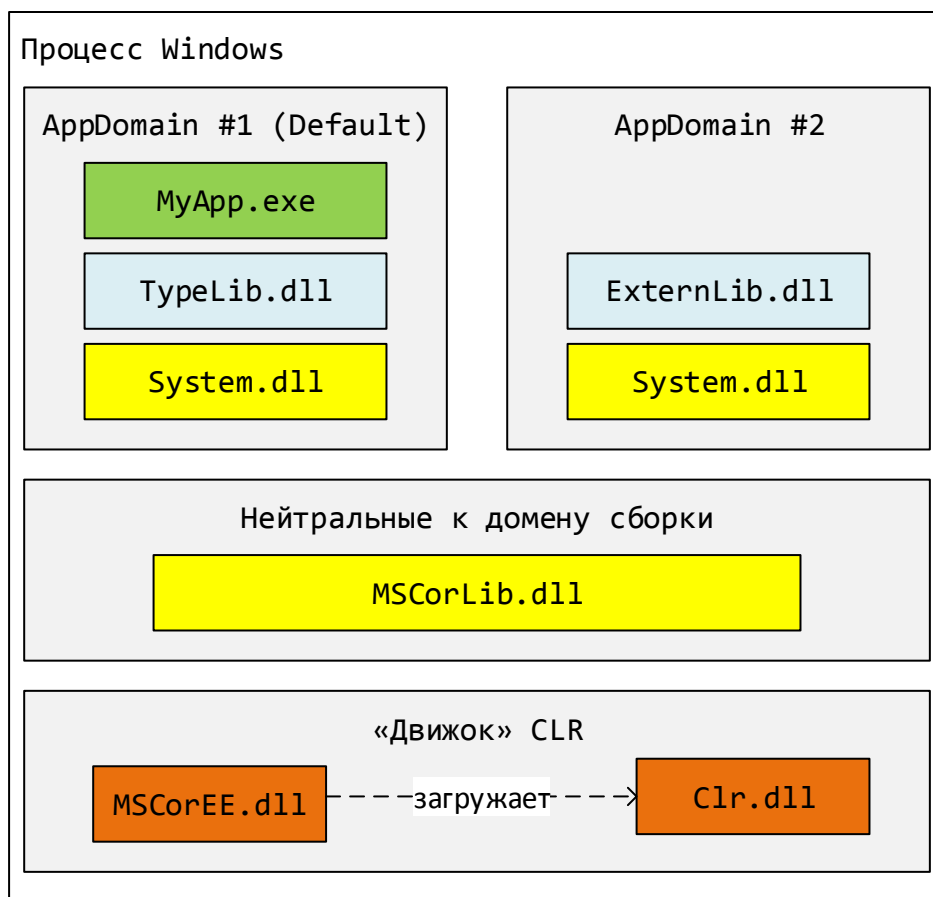 Процесс Windows
AppDomain #1 (Default)
MyApp.exe
TypeLib.dll
System.dll
AppDomain #2
ExternLib.dll
System.dll
Нейтральные к домену сборки
MSCorLib.dll
«Движок» CLR
MSCorEE.dll
загружает
Clr.dll